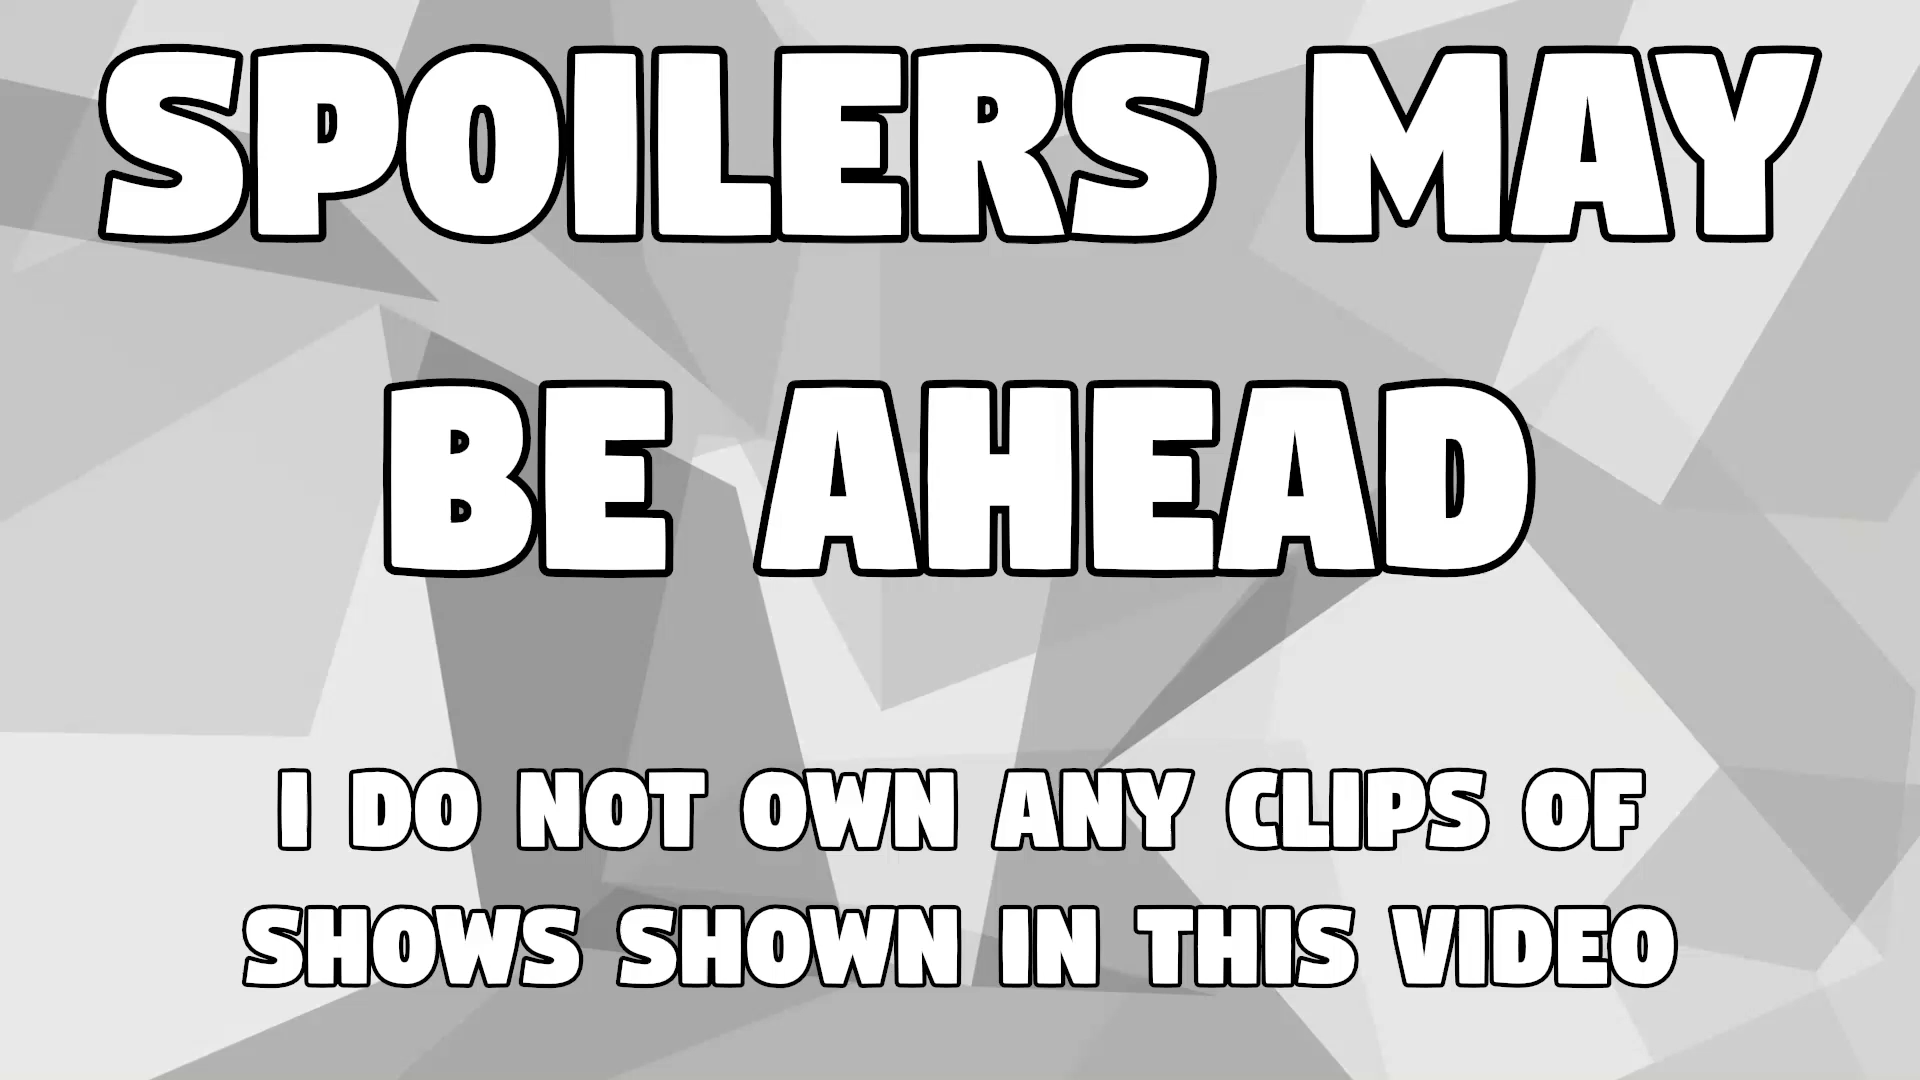 SPOILERS MAY
BE AHEAD
I DO NOT OWN ANY CLIPS OF
SHOWS SHOWN IN THIS VIDEO